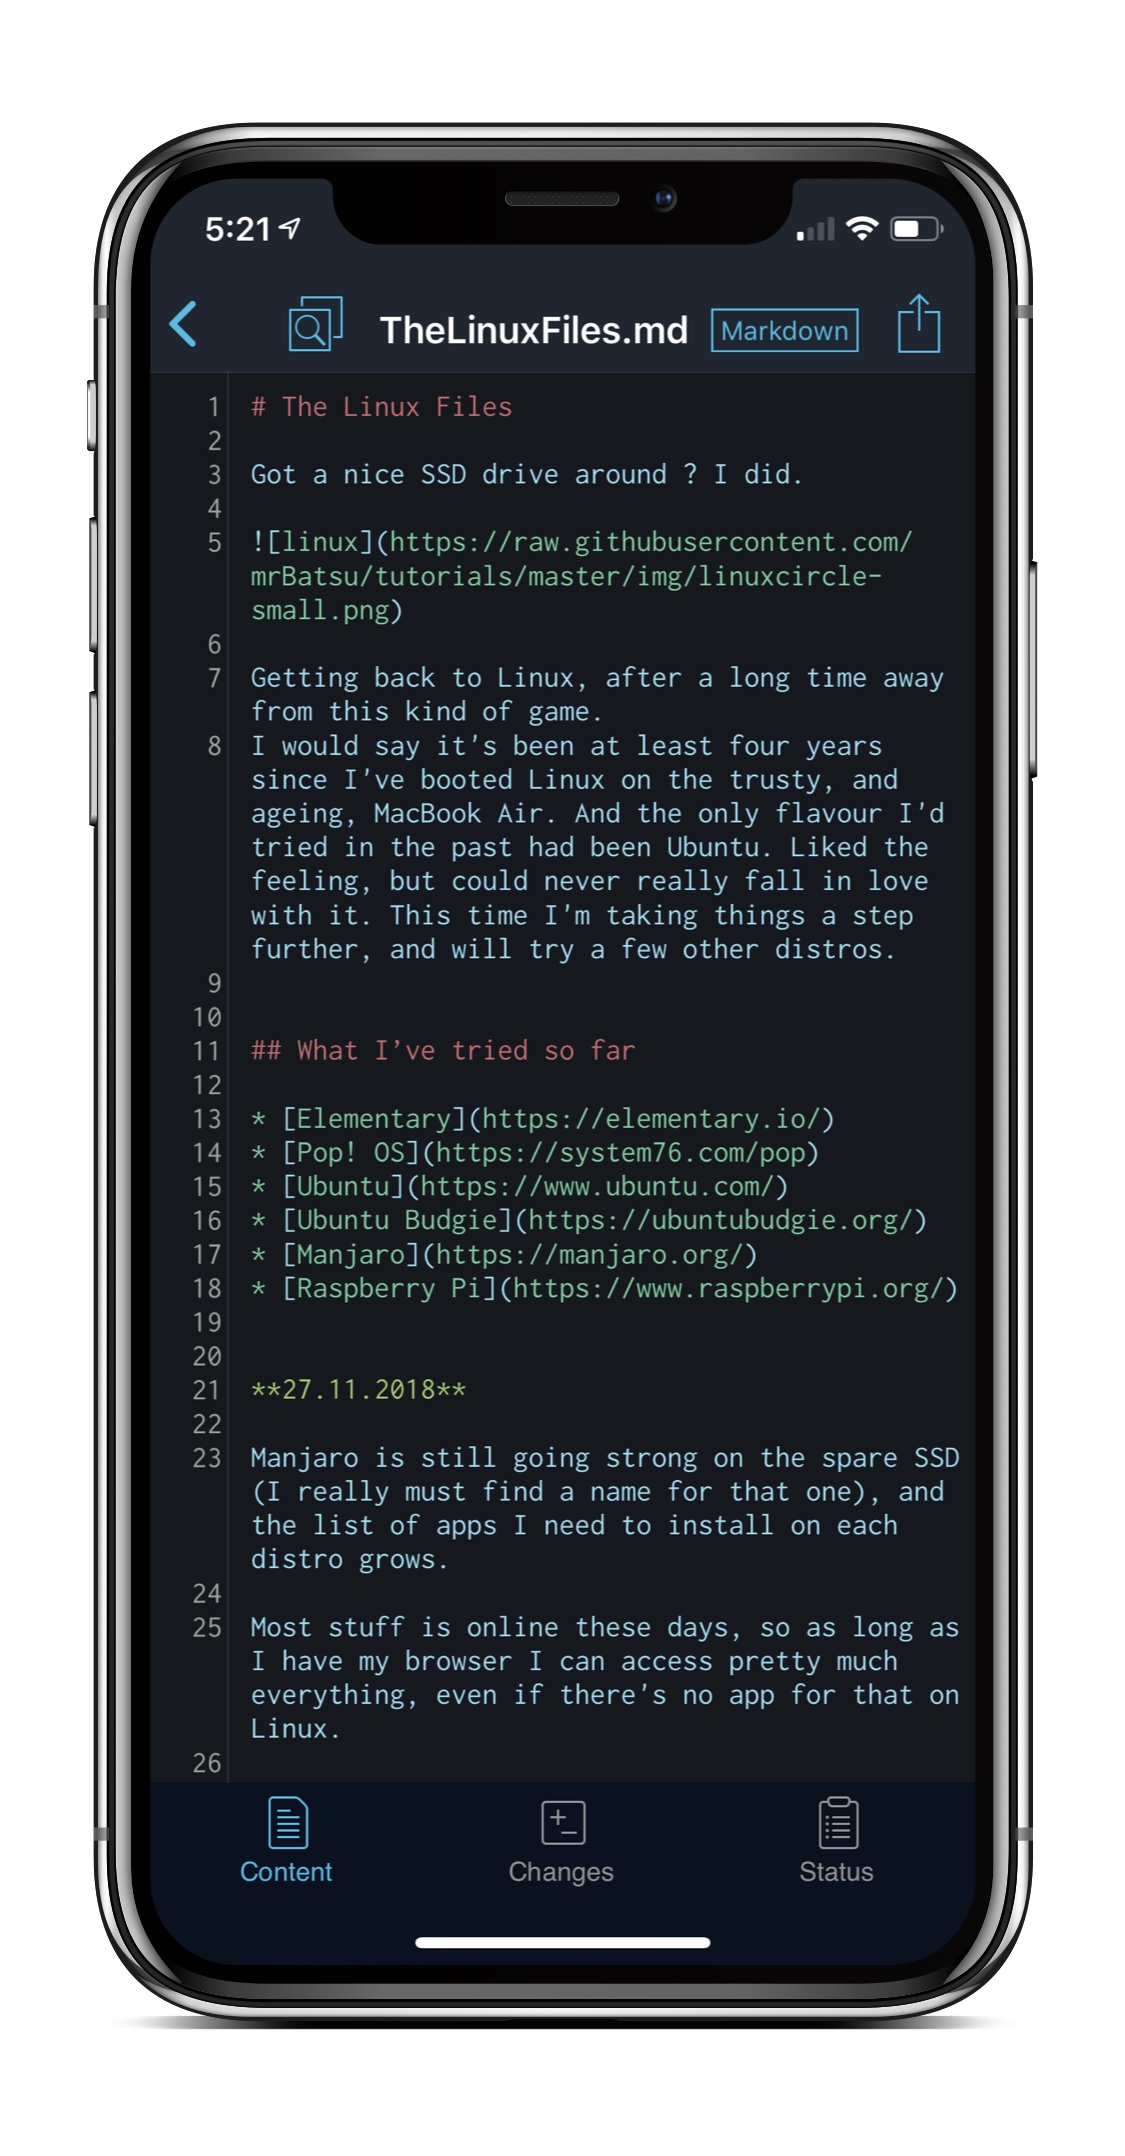 5:21
TheLinuxFiles.md Markdown
1 # The Linux Files
2
3 Got a nice SSD drive around ? I did.
4
5 ![linux](https://raw.githubusercontent.com/
mrBatsu/tutorials/master/img/linuxcircle-
small.png)
6
7 Getting back to Linux, after a long time away
from this kind of game.
8 I would say it's been at least four years
since I've booted Linux on the trusty, and
ageing, MacBook Air. And the only flavour I'd
tried in the past had been Ubuntu. Liked the
feeling, but could never really fall in love
with it. This time I'm taking things a step
further, and will try a few other distros.
9
10
11 ## What I’ve tried so far
12
13 * [Elementary](https://elementary.io/)
14 * [Pop! OS](https://system76.com/pop)
15 * [Ubuntu](https://www.ubuntu.com/)
16 * [Ubuntu Budgie](https://ubuntubudgie.org/)
17 * [Manjaro](https://manjaro.org/)
18 * [Raspberry Pi](https://www.raspberrypi.org/)
19
20
21 **27.11.2018**
22
23 Manjaro is still going strong on the spare SSD
(I really must find a name for that one), and
the list of apps I need to install on each
distro grows.
24
25 Most stuff is online these days, so as long as
I have my browser I can access pretty much
everything, even if there's no app for that on
Linux.
26
Content Changes Status